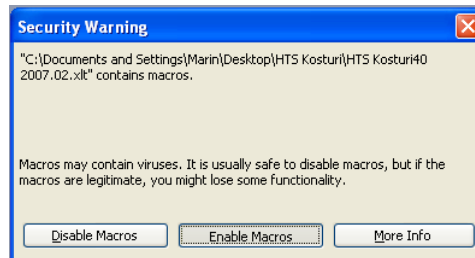 Security Warning
"C:\Documents and Settings\Marin\Desktop\HTS Kosturi\HTS Kosturi40
2007.02.xlt" contains macros.
Macros may contain viruses. It is usually safe to disable macros, but if the
macros are legitimate, you might lose some functionality.
Disable Macros Enable Macros More Info